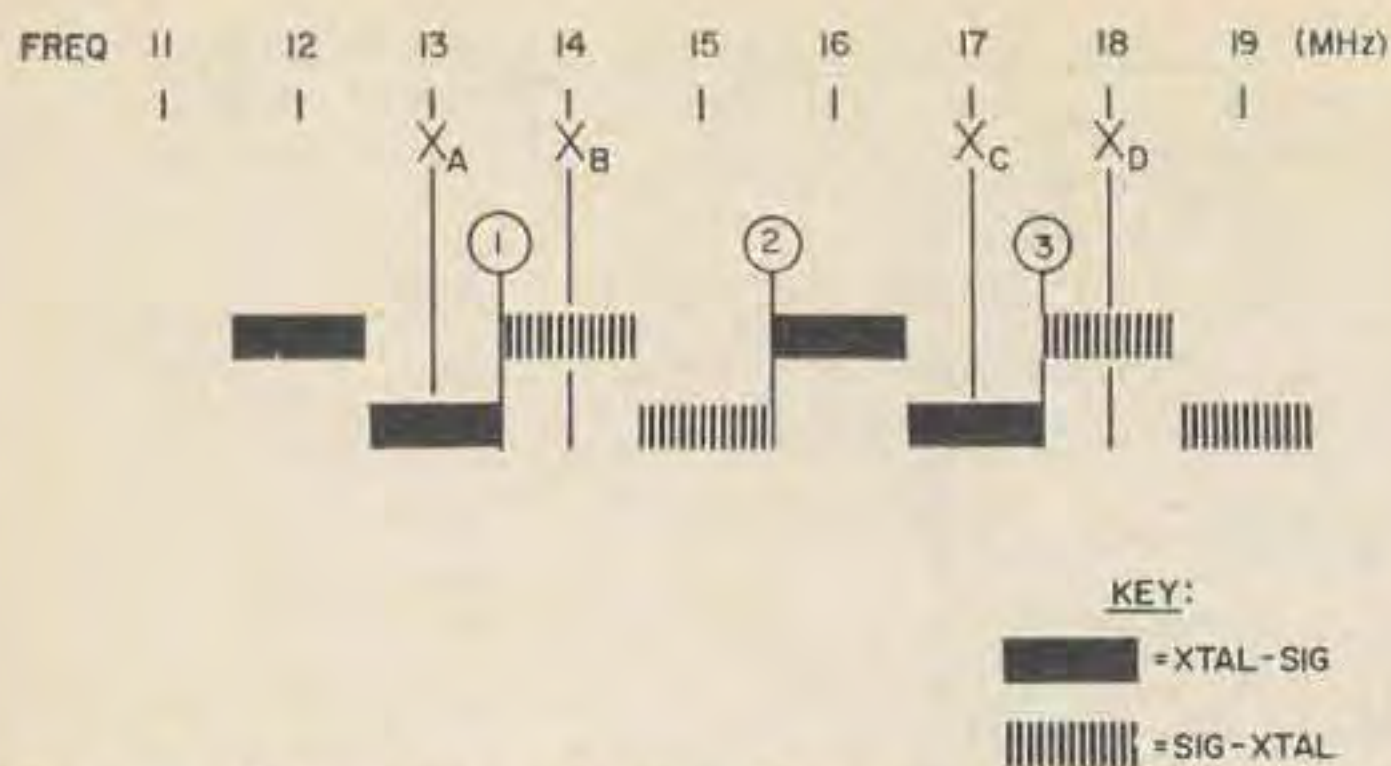 FREQ 11 12 13 14 15 16 17 18 19 (MHz)
XA XB XC XD
1 2 3
KEY:
= XTAL-SIG
= SIG-XTAL